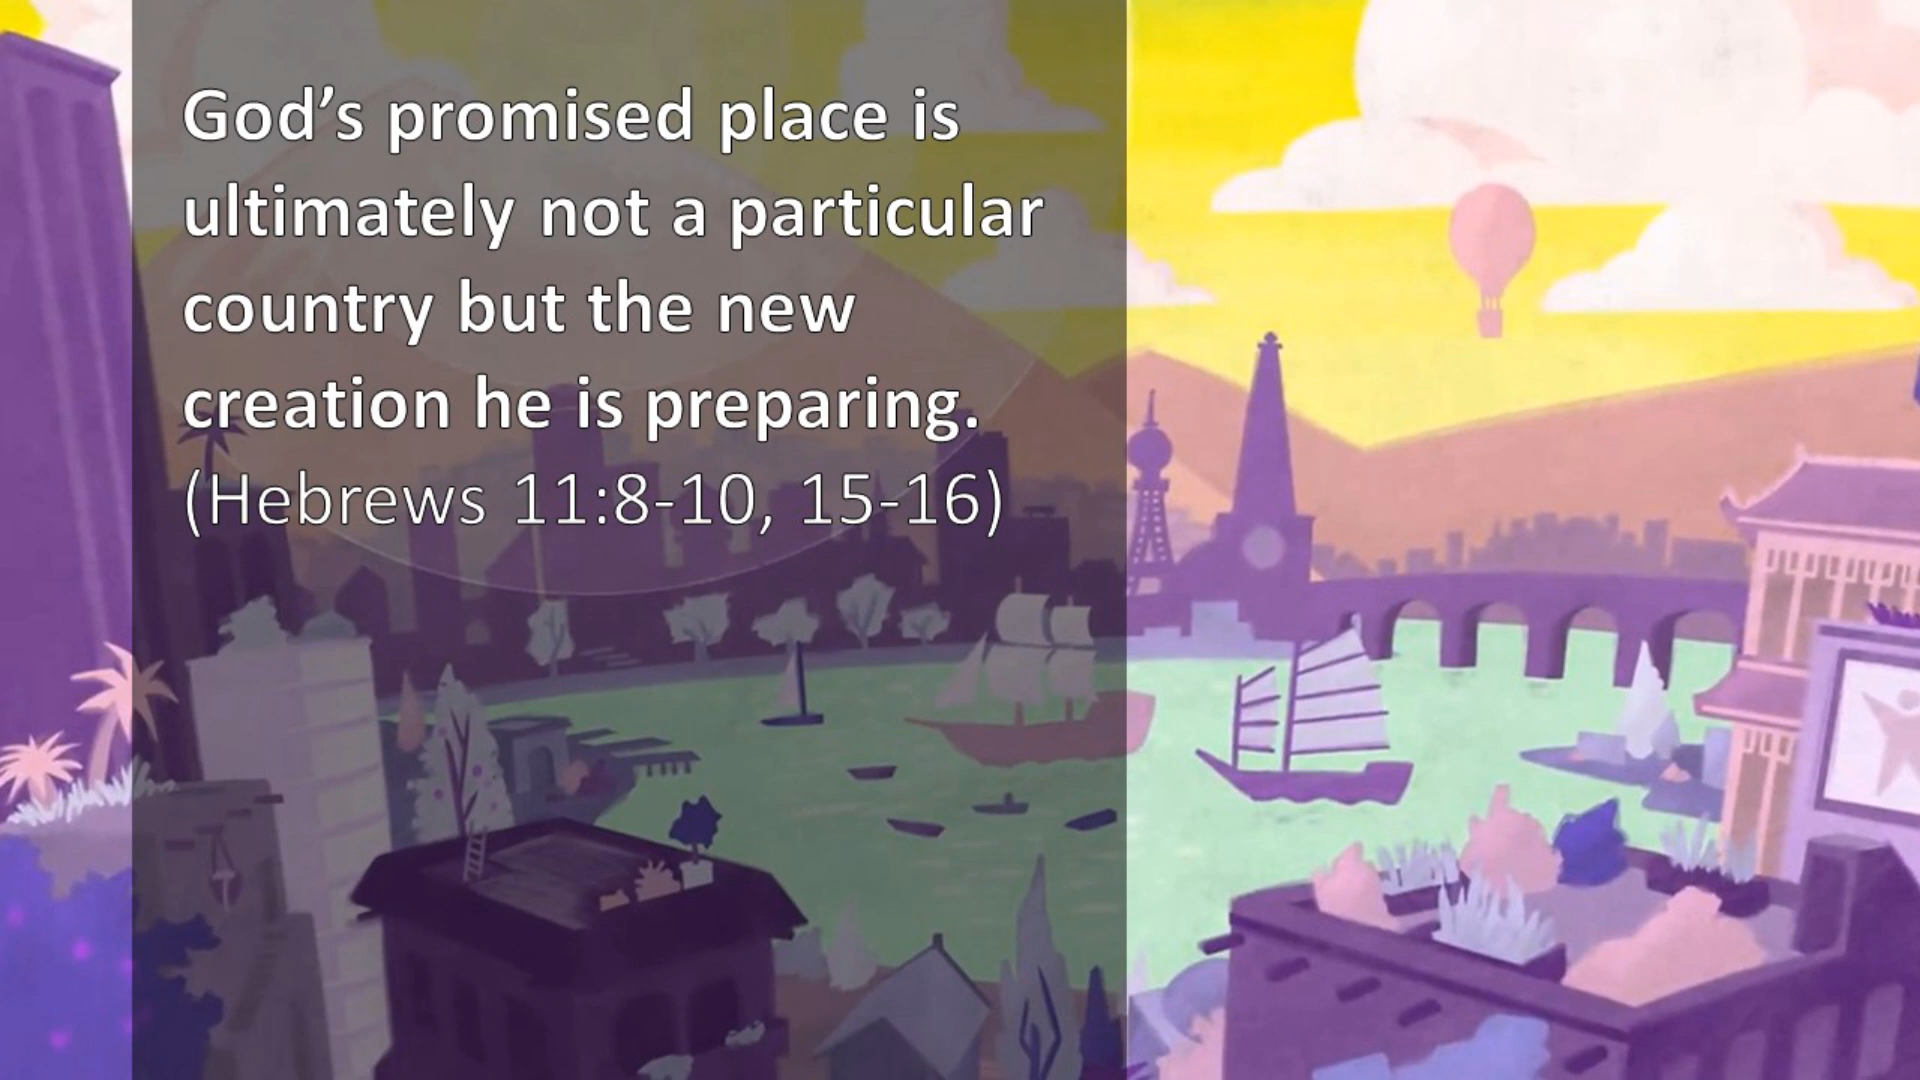 God’s promised place is
ultimately not a particular
country but the new
creation he is preparing.
(Hebrews 11:8-10, 15-16)